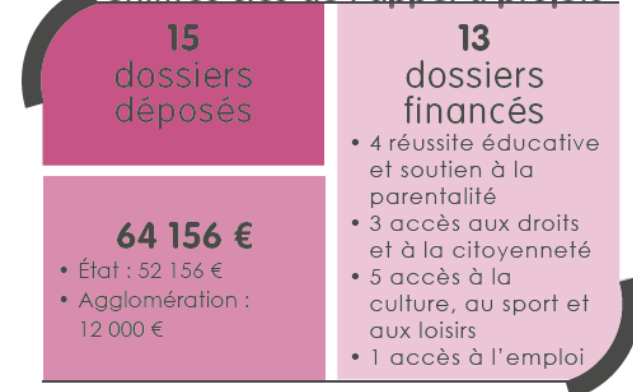 15
dossiers
déposés
64 156 €
• État : 52 156 €
• Agglomération :
12 000 €
13
dossiers
financés
• 4 réussite éducative
et soutien à la
parentalité
• 3 accès aux droits
et à la citoyenneté
• 5 accès à la
culture, au sport et
aux loisirs
• 1 accès à l'emploi